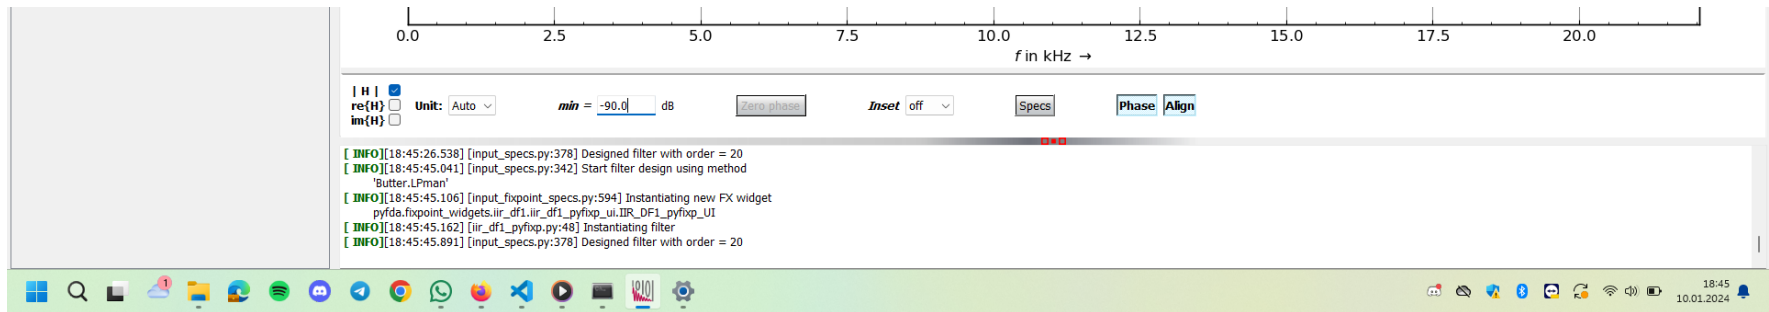 0.0 2.5 5.0 7.5 10.0 12.5 15.0 17.5 20.0
f in kHz →
| H |
re{H} Unit: Auto min = -90.0 dB Zero phase Inset off Specs Phase Align
im{H}
[ INFO][18:45:26.538] [input_specs.py:378] Designed filter with order = 20
[ INFO][18:45:45.041] [input_specs.py:342] Start filter design using method
'Butter.LPman'
[ INFO][18:45:45.106] [input_fixpoint_specs.py:594] Instantiating new FX widget
pyfda.fixpoint_widgets.iir_df1.iir_df1_pyfixp_ui.IIR_DF1_pyfixp_UI
[ INFO][18:45:45.162] [iir_df1_pyfixp.py:48] Instantiating filter
[ INFO][18:45:45.891] [input_specs.py:378] Designed filter with order = 20
1
18:45
10.01.2024